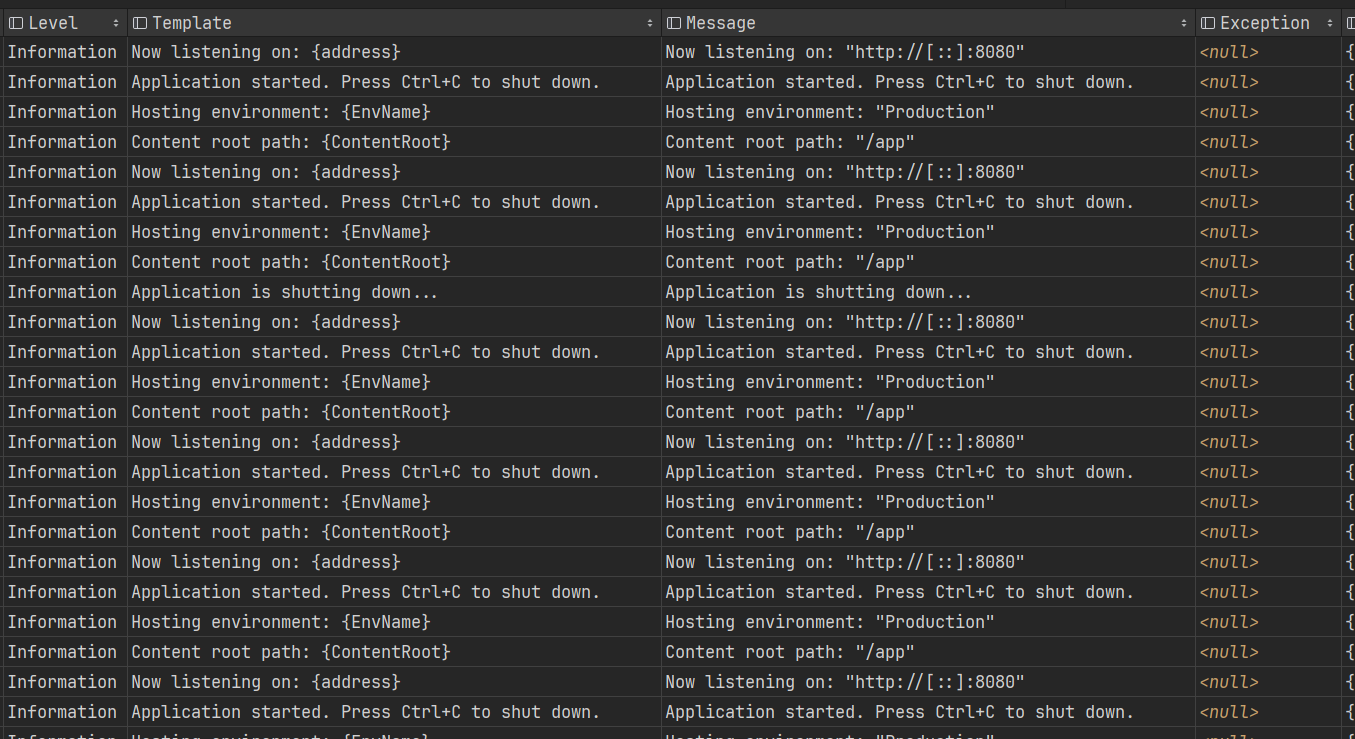 Level Template Message Exception
Information Now listening on: {address} Now listening on: "http://[::]:8080" <null> {
Information Application started. Press Ctrl+C to shut down. Application started. Press Ctrl+C to shut down. <null> {
Information Hosting environment: {EnvName} Hosting environment: "Production" <null> {
Information Content root path: {ContentRoot} Content root path: "/app" <null> {
Information Now listening on: {address} Now listening on: "http://[::]:8080" <null> {
Information Application started. Press Ctrl+C to shut down. Application started. Press Ctrl+C to shut down. <null> {
Information Hosting environment: {EnvName} Hosting environment: "Production" <null> {
Information Content root path: {ContentRoot} Content root path: "/app" <null> {
Information Application is shutting down... Application is shutting down... <null> {
Information Now listening on: {address} Now listening on: "http://[::]:8080" <null> {
Information Application started. Press Ctrl+C to shut down. Application started. Press Ctrl+C to shut down. <null> {
Information Hosting environment: {EnvName} Hosting environment: "Production" <null> {
Information Content root path: {ContentRoot} Content root path: "/app" <null> {
Information Now listening on: {address} Now listening on: "http://[::]:8080" <null> {
Information Application started. Press Ctrl+C to shut down. Application started. Press Ctrl+C to shut down. <null> {
Information Hosting environment: {EnvName} Hosting environment: "Production" <null> {
Information Content root path: {ContentRoot} Content root path: "/app" <null> {
Information Now listening on: {address} Now listening on: "http://[::]:8080" <null> {
Information Application started. Press Ctrl+C to shut down. Application started. Press Ctrl+C to shut down. <null> {
Information Hosting environment: {EnvName} Hosting environment: "Production" <null> {
Information Content root path: {ContentRoot} Content root path: "/app" <null> {
Information Now listening on: {address} Now listening on: "http://[::]:8080" <null> {
Information Application started. Press Ctrl+C to shut down. Application started. Press Ctrl+C to shut down. <null> {